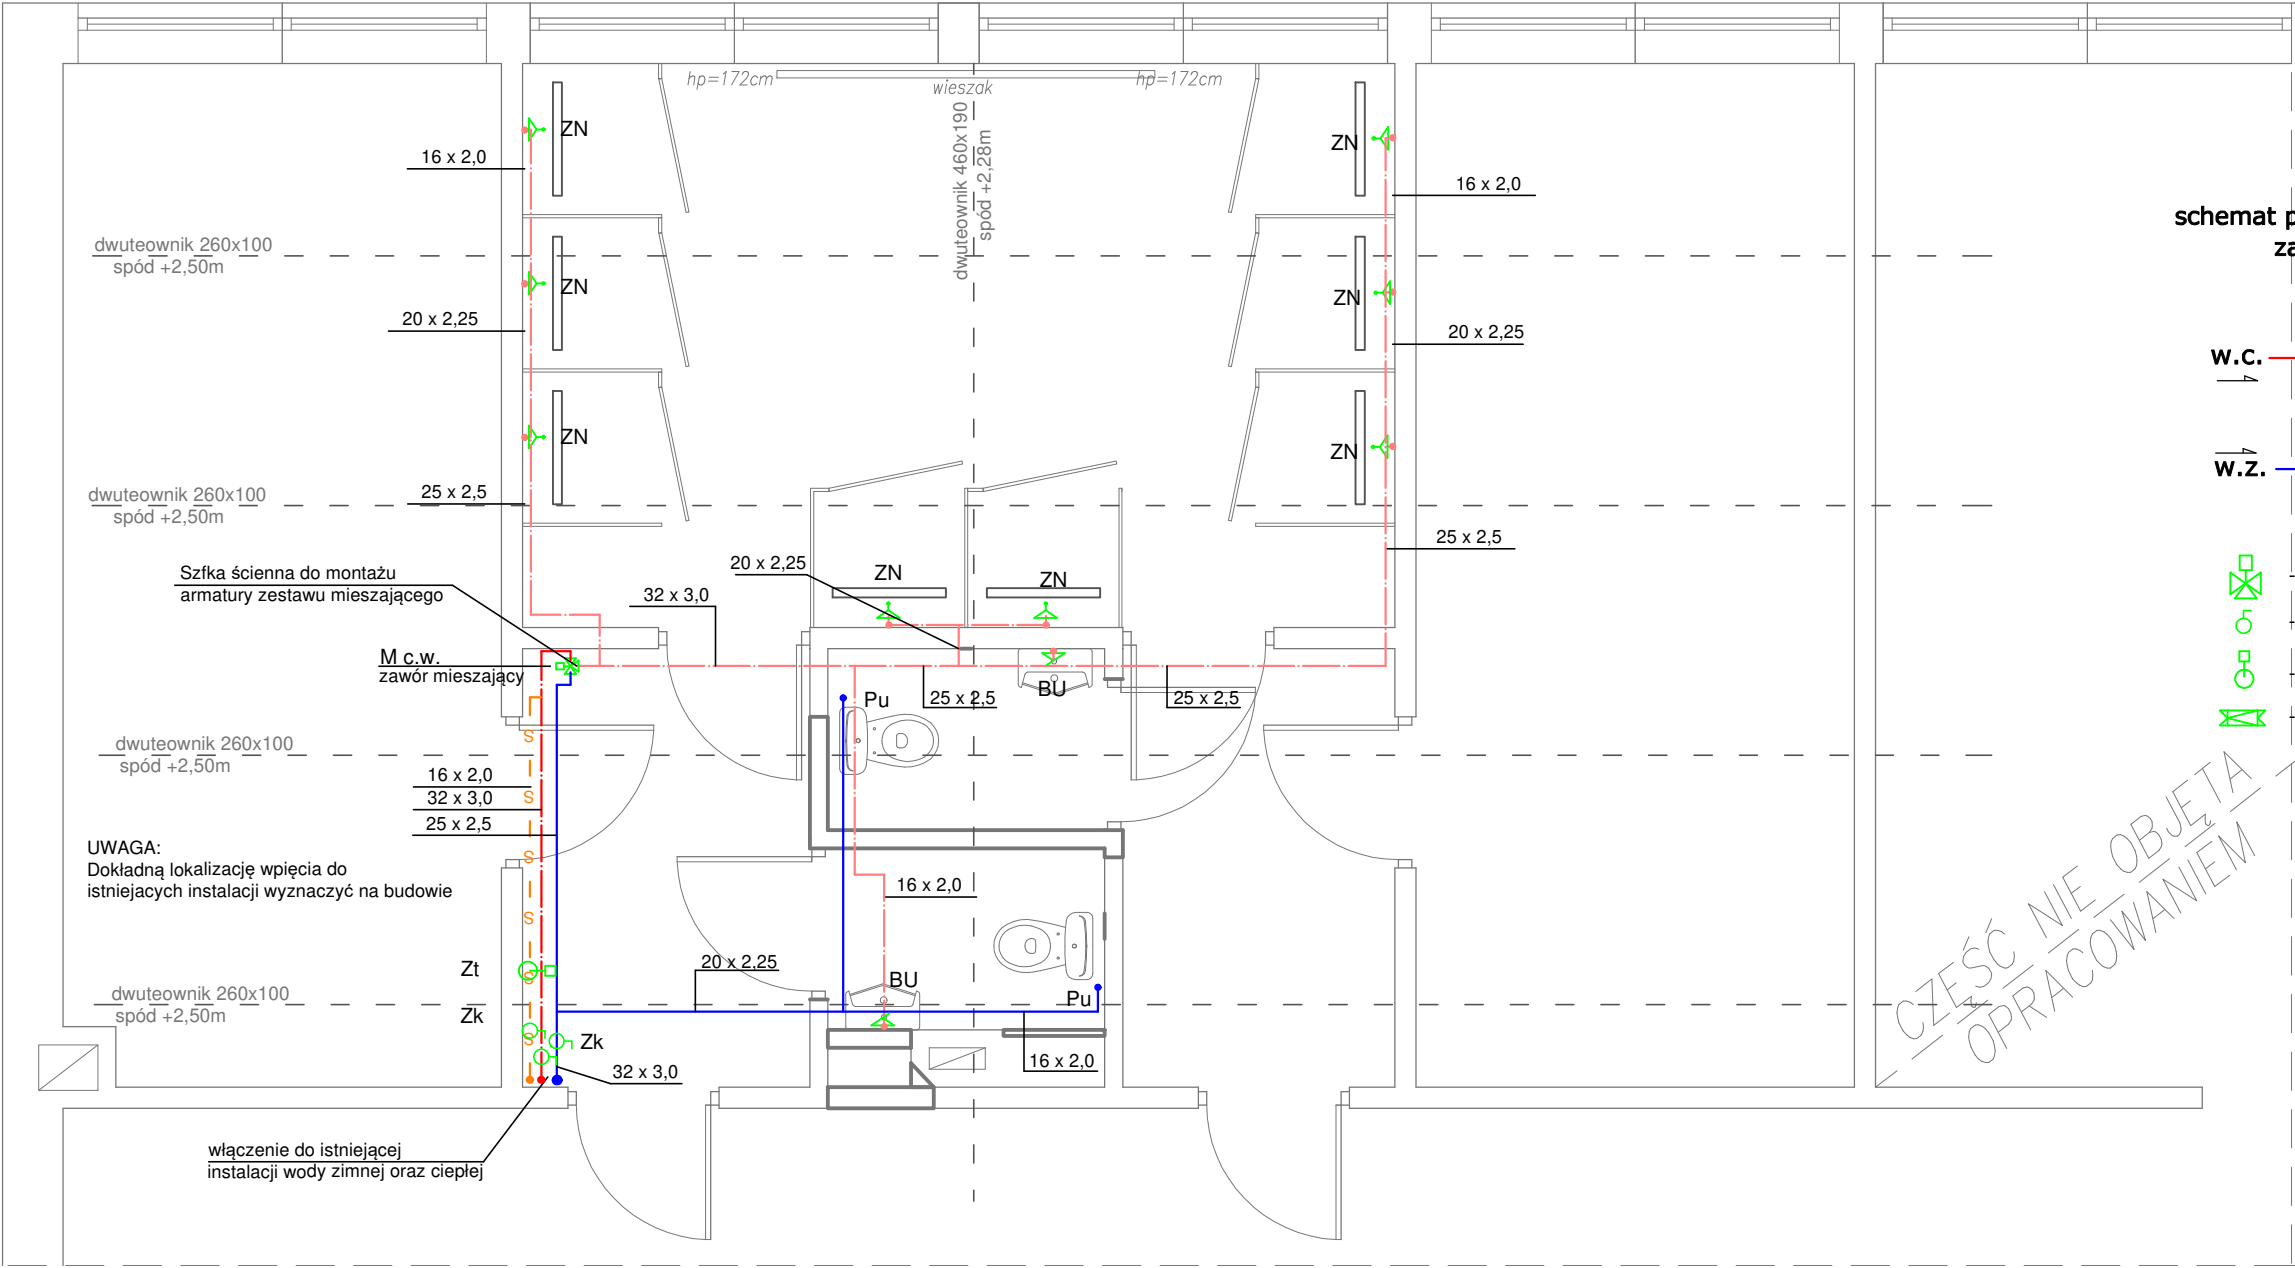 hp=172cm
wieszak
hp=172cm
ZN
16 x 2,0
dwuteownik 460x190
spód +2,28m
ZN
16 x 2,0
schemat p
za
dwuteownik 260x100
spód +2,50m
ZN
ZN
20 x 2,25
20 x 2,25
w.c.
ZN
ZN
w.z.
dwuteownik 260x100
spód +2,50m
25 x 2,5
25 x 2,5
Szfka ścienna do montażu
armatury zestawu mieszającego
20 x 2,25
ZN
ZN
32 x 3,0
M c.w.
zawór mieszający
Pu
25 x 2,5
BU
25 x 2,5
dwuteownik 260x100
spód +2,50m
S
16 x 2,0
S
32 x 3,0
25 x 2,5
UWAGA:
Dokładną lokalizację wpięcia do
istniejacych instalacji wyznaczyć na budowie
S
16 x 2,0
S
CZĘŚĆ NIE OBJĘTA
OPRACOWANIEM
Zt
S
20 x 2,25
BU
Pu
dwuteownik 260x100
spód +2,50m
Zk
S
Zk
16 x 2,0
32 x 3,0
włączenie do istniejącej
instalacji wody zimnej oraz ciepłej